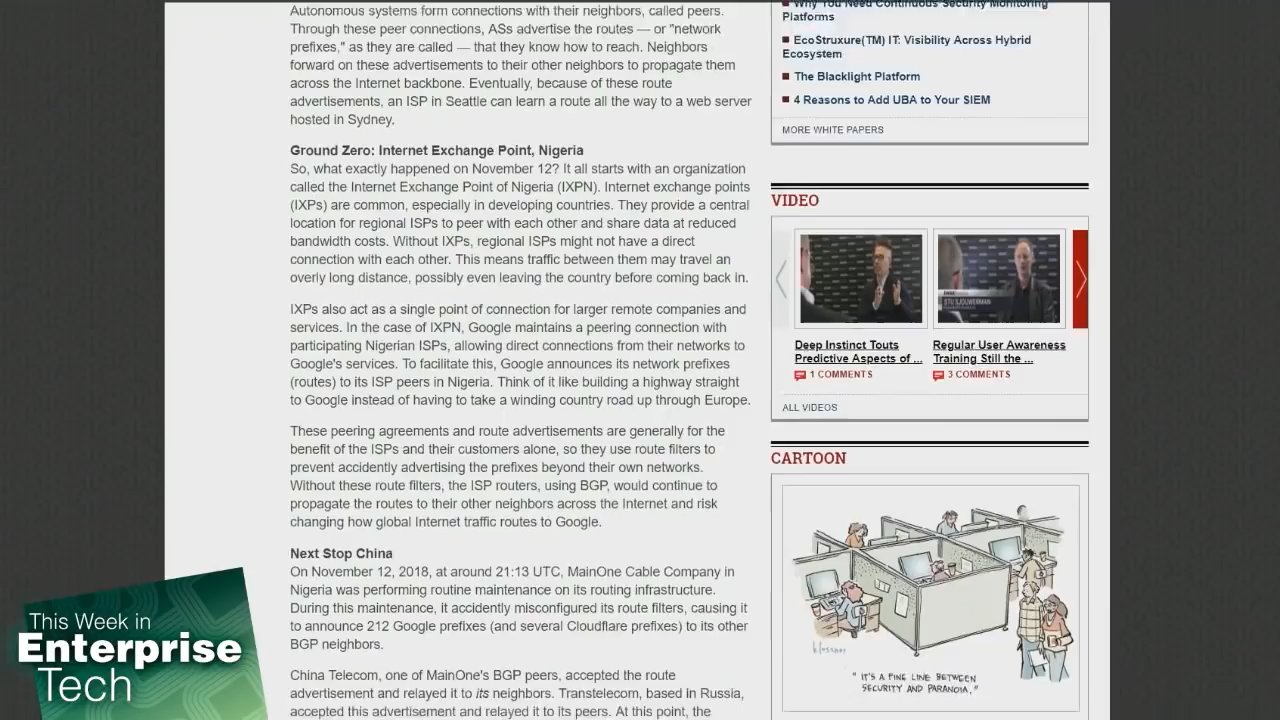 Autonomous systems form connections with their neighbors, called peers.
Through these peer connections, ASs advertise the routes — or "network
prefixes," as they are called — that they know how to reach. Neighbors
forward on these advertisements to their other neighbors to propagate them
across the Internet backbone. Eventually, because of these route
advertisements, an ISP in Seattle can learn a route all the way to a web server
hosted in Sydney.
Ground Zero: Internet Exchange Point, Nigeria
So, what exactly happened on November 12? It all starts with an organization
called the Internet Exchange Point of Nigeria (IXPN). Internet exchange points
(IXPs) are common, especially in developing countries. They provide a central
location for regional ISPs to peer with each other and share data at reduced
bandwidth costs. Without IXPs, regional ISPs might not have a direct
connection with each other. This means traffic between them may travel an
overly long distance, possibly even leaving the country before coming back in.
IXPs also act as a single point of connection for larger remote companies and
services. In the case of IXPN, Google maintains a peering connection with
participating Nigerian ISPs, allowing direct connections from their networks to
Google's services. To facilitate this, Google announces its network prefixes
(routes) to its ISP peers in Nigeria. Think of it like building a highway straight
to Google instead of having to take a winding country road up through Europe.
These peering agreements and route advertisements are generally for the
benefit of the ISPs and their customers alone, so they use route filters to
prevent accidently advertising the prefixes beyond their own networks.
Without these route filters, the ISP routers, using BGP, would continue to
propagate the routes to their other neighbors across the Internet and risk
changing how global Internet traffic routes to Google.
Next Stop China
On November 12, 2018, at around 21:13 UTC, MainOne Cable Company in
Nigeria was performing routine maintenance on its routing infrastructure.
During this maintenance, it accidently misconfigured its route filters, causing it
to announce 212 Google prefixes (and several Cloudflare prefixes) to its other
BGP neighbors.
China Telecom, one of MainOne's BGP peers, accepted the route
advertisement and relayed it to its neighbors. Transtelecom, based in Russia,
accepted this advertisement and relayed it to its peers. At this point, the
Why You Need Continuous Security Monitoring
Platforms
EcoStruxure(TM) IT: Visibility Across Hybrid
Ecosystem
The Blacklight Platform
4 Reasons to Add UBA to Your SIEM
MORE WHITE PAPERS
VIDEO
overly long
STU SJOUWERMAN
Deep Instinct Touts
Predictive Aspects of ...
1 COMMENTS
Regular User Awareness
Training Still the ...
3 COMMENTS
ALL VIDEOS
CARTOON
"IT'S A FINE LINE BETWEEN
SECURITY AND PARANOIA."
This Week in
Enterprise
Tech